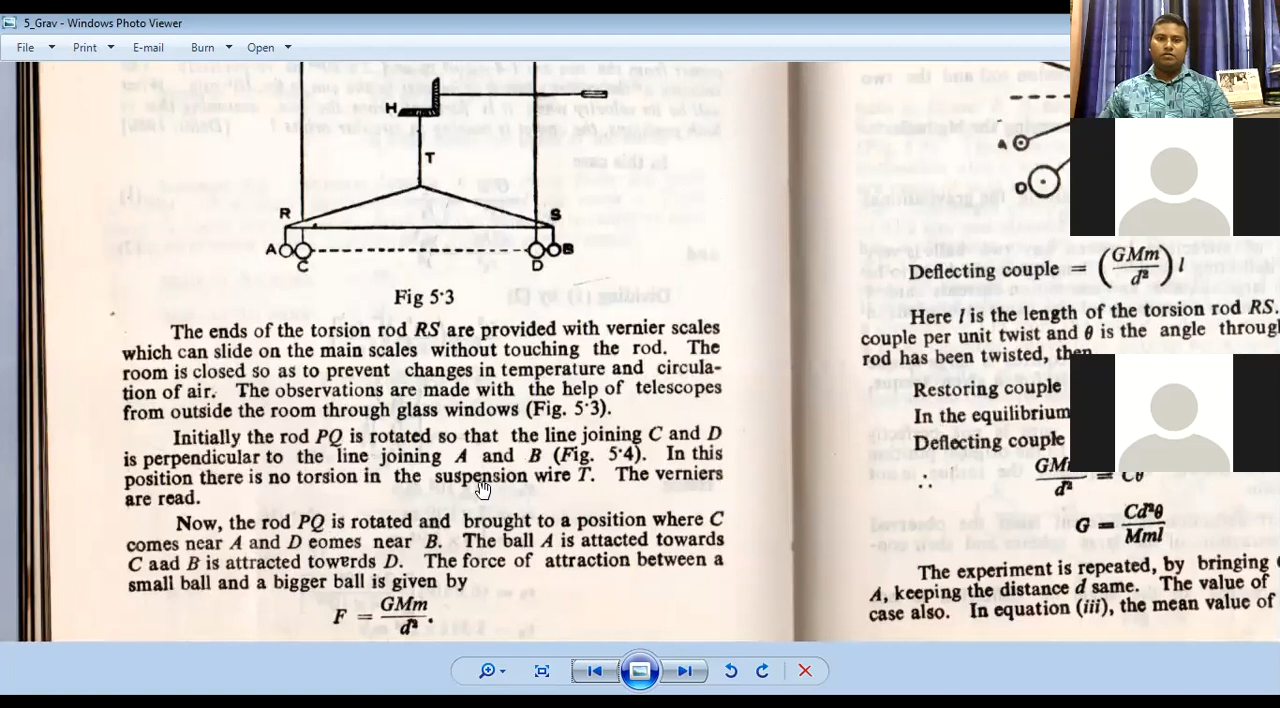 5_Grav - Windows Photo Viewer
File Print E-mail Burn Open
H
T
R S
A B
C D
Fig 5·3
The ends of the torsion rod RS are provided with vernier scales
which can slide on the main scales without touching the rod. The
room is closed so as to prevent changes in temperature and circula-
tion of air. The observations are made with the help of telescopes
from outside the room through glass windows (Fig. 5·3).
Initially the rod PQ is rotated so that the line joining C and D
is perpendicular to the line joining A and B (Fig. 5·4). In this
position there is no torsion in the suspension wire T. The verniers
are read.
Now, the rod PQ is rotated and brought to a position where C
comes near A and D eomes near B. The ball A is attacted towards
C aad B is attracted towerds D. The force of attraction between a
small ball and a bigger ball is given by
F = GMm/d².
A
D
Deflecting couple = (GMm/d²) l
Here l is the length of the torsion rod RS.
couple per unit twist and θ is the angle through
rod has been twisted, then
Restoring couple
In the equilibrium
Deflecting couple
∴ GMm/d² = Cθ
G = Cd²θ/Mml
The experiment is repeated, by bringing
A, keeping the distance d same. The value of
case also. In equation (iii), the mean value of